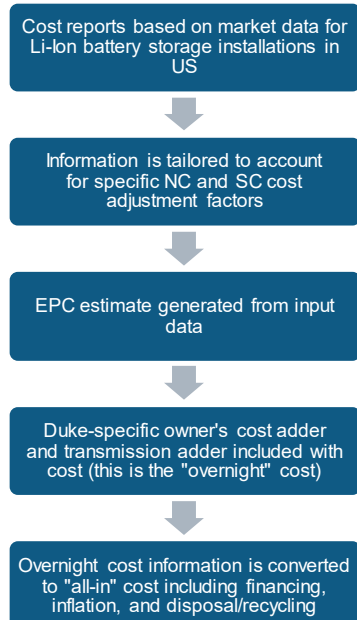 Cost reports based on market data for
Li-Ion battery storage installations in
US
Information is tailored to account
for specific NC and SC cost
adjustment factors
EPC estimate generated from input
data
Duke-specific owner's cost adder
and transmission adder included with
cost (this is the "overnight" cost)
Overnight cost information is converted
to "all-in" cost including financing,
inflation, and disposal/recycling